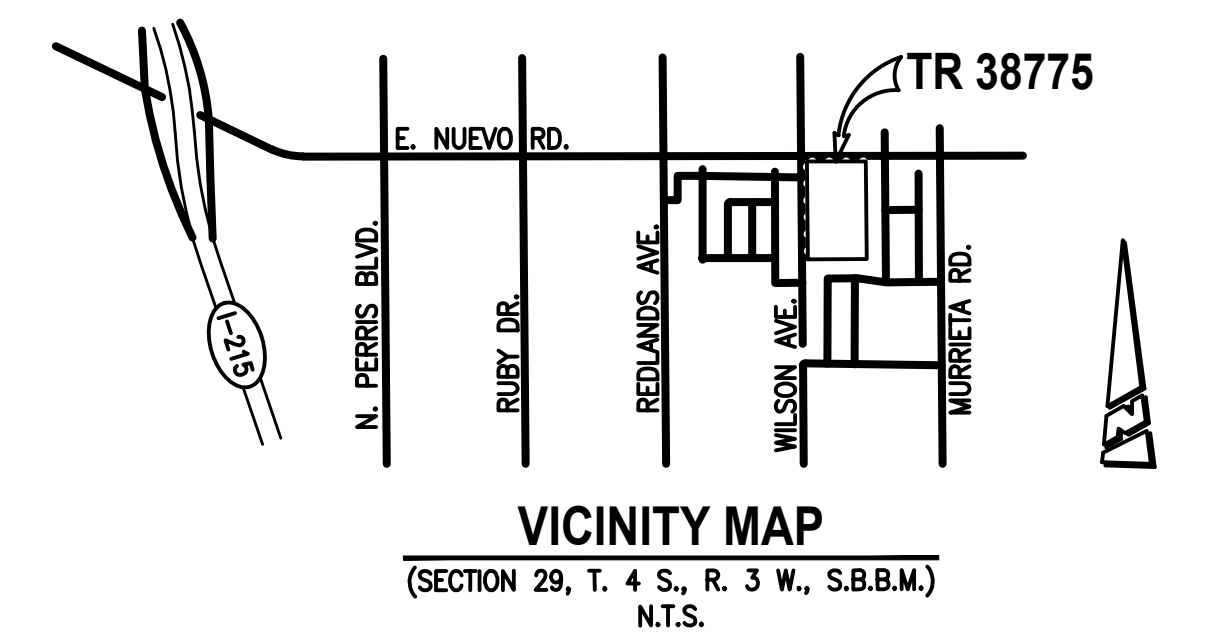 TR 38775
E. NUEVO RD.
N. PERRIS BLVD.
RUBY DR.
REDLANDS AVE.
WILSON AVE.
MURRIETA RD.
I-215
N
VICINITY MAP
(SECTION 29, T. 4 S., R. 3 W., S.B.B.M.)
N.T.S.